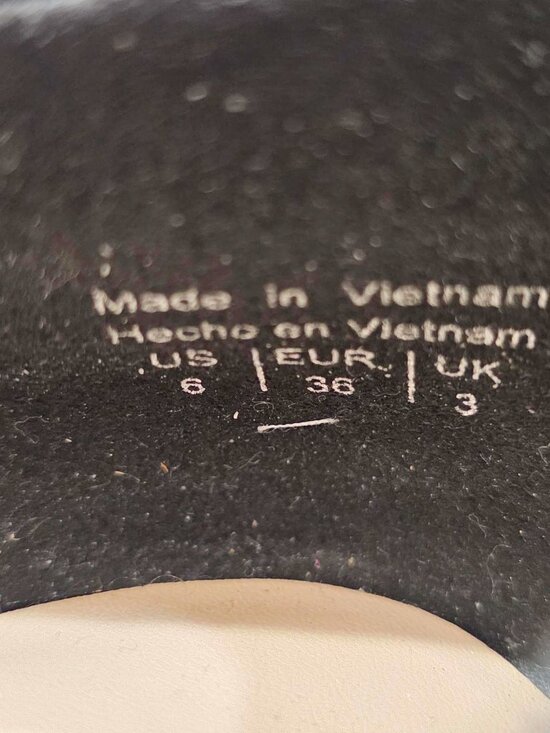 Made in Vietnam
Hecho en Vietnam
US | EUR | UK
6 | 36 | 3